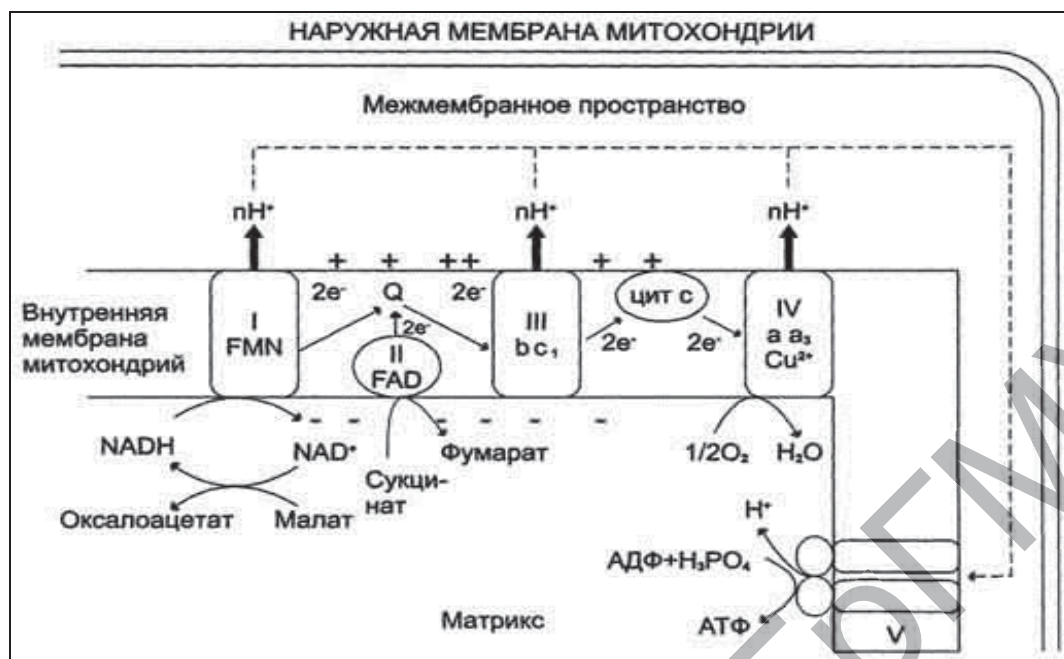 НАРУЖНАЯ МЕМБРАНА МИТОХОНДРИИ
Межмембранное пространство
nH⁺ nH⁺ nH⁺
+ + ++ + +
Внутренняя
мембрана
митохондрий
I
FMN
2e⁻
Q
2e⁻
2e⁻
II
FAD
III
b c₁
2e⁻
цит c
2e⁻
IV
a a₃
Cu²⁺
- - - - - -
NADH
NAD⁺
Сукци-
нат
Фумарат
1/2O₂
H₂O
Оксалоацетат
Малат
H⁺
АДФ+H₃PO₄
АТФ
V
Матрикс